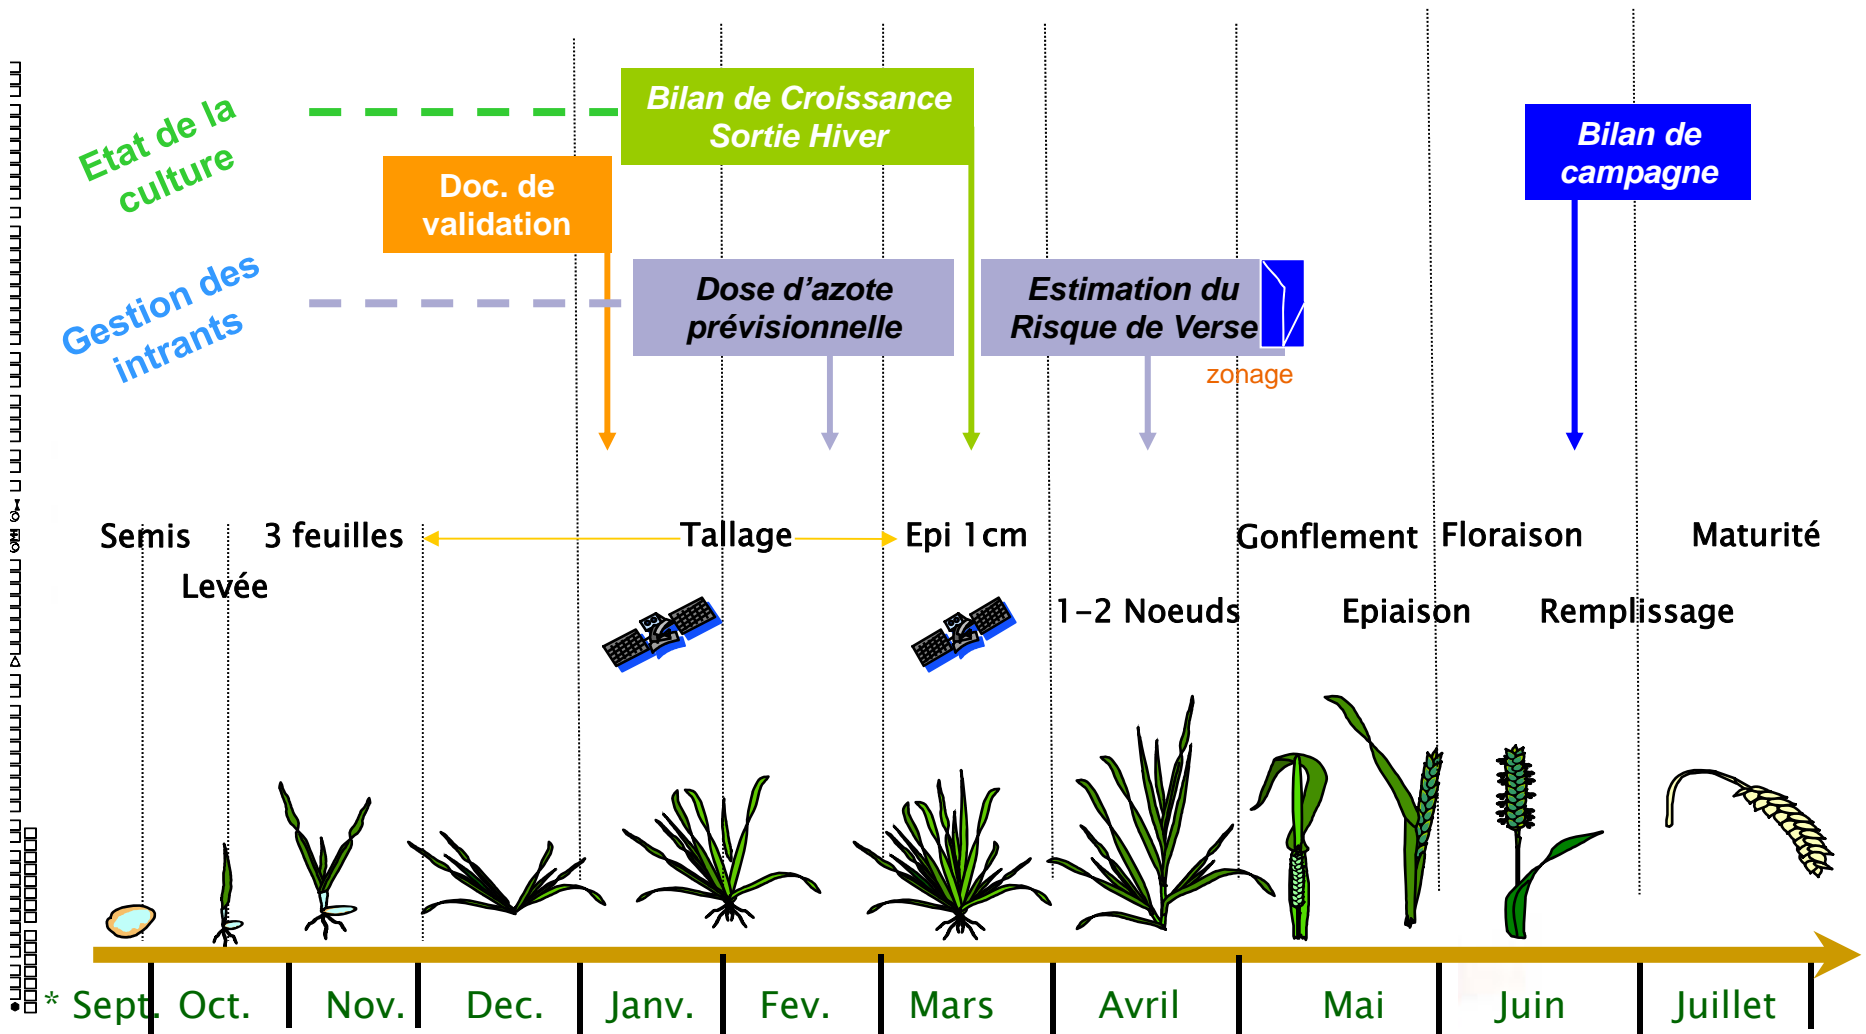 Etat de la
culture
Bilan de Croissance
Sortie Hiver
Doc. de
validation
Bilan de
campagne
Gestion des
intrants
Dose d’azote
prévisionnelle
Estimation du
Risque de Verse
zonage
Semis
3 feuilles
Tallage
Epi 1cm
Gonflement
Floraison
Maturité
Levée
1-2 Noeuds
Epiaison
Remplissage
* Sept. Oct. Nov. Dec. Janv. Fev. Mars Avril Mai Juin Juillet